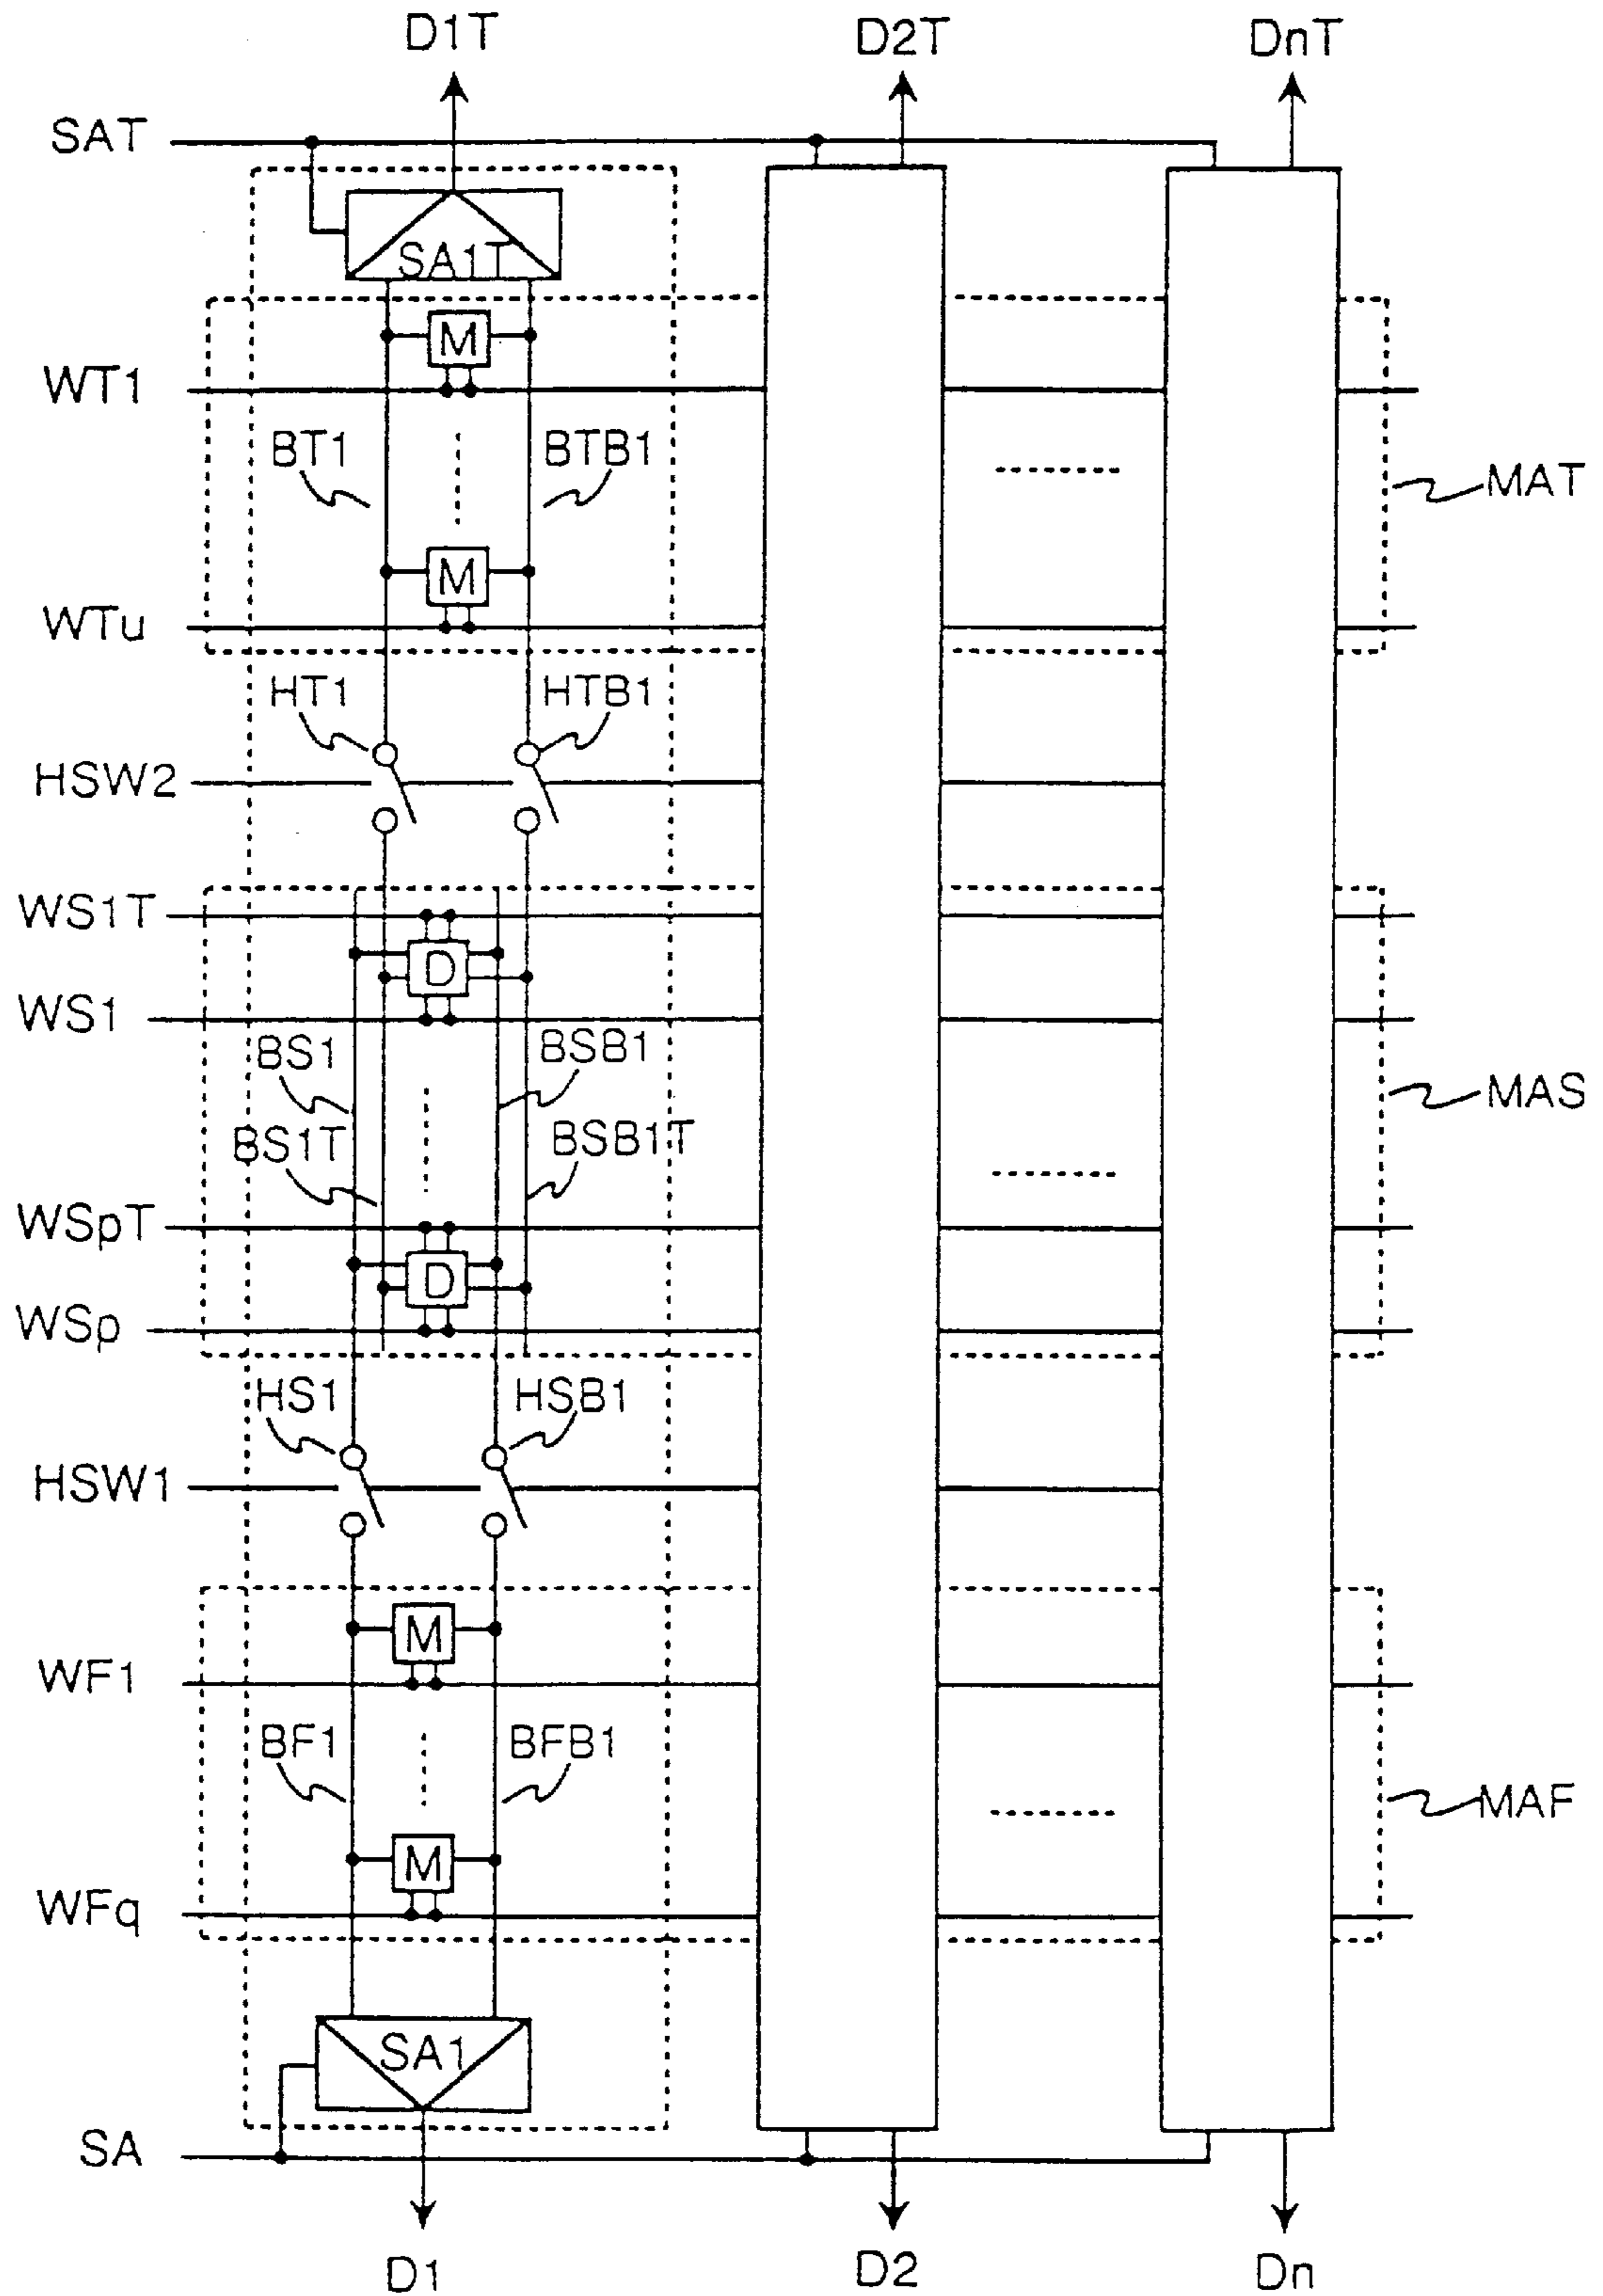 D1T D2T DnT
SAT
SA1T
M
WT1
BT1 BTB1
MAT
M
WTu
HT1 HTB1
HSW2
WS1T
D
WS1
BS1 BSB1
MAS
BS1T BSB1T
WSpT
D
WSp
HS1 HSB1
HSW1
M
WF1
BF1 BFB1
MAF
M
WFq
SA1
SA
D1 D2 Dn